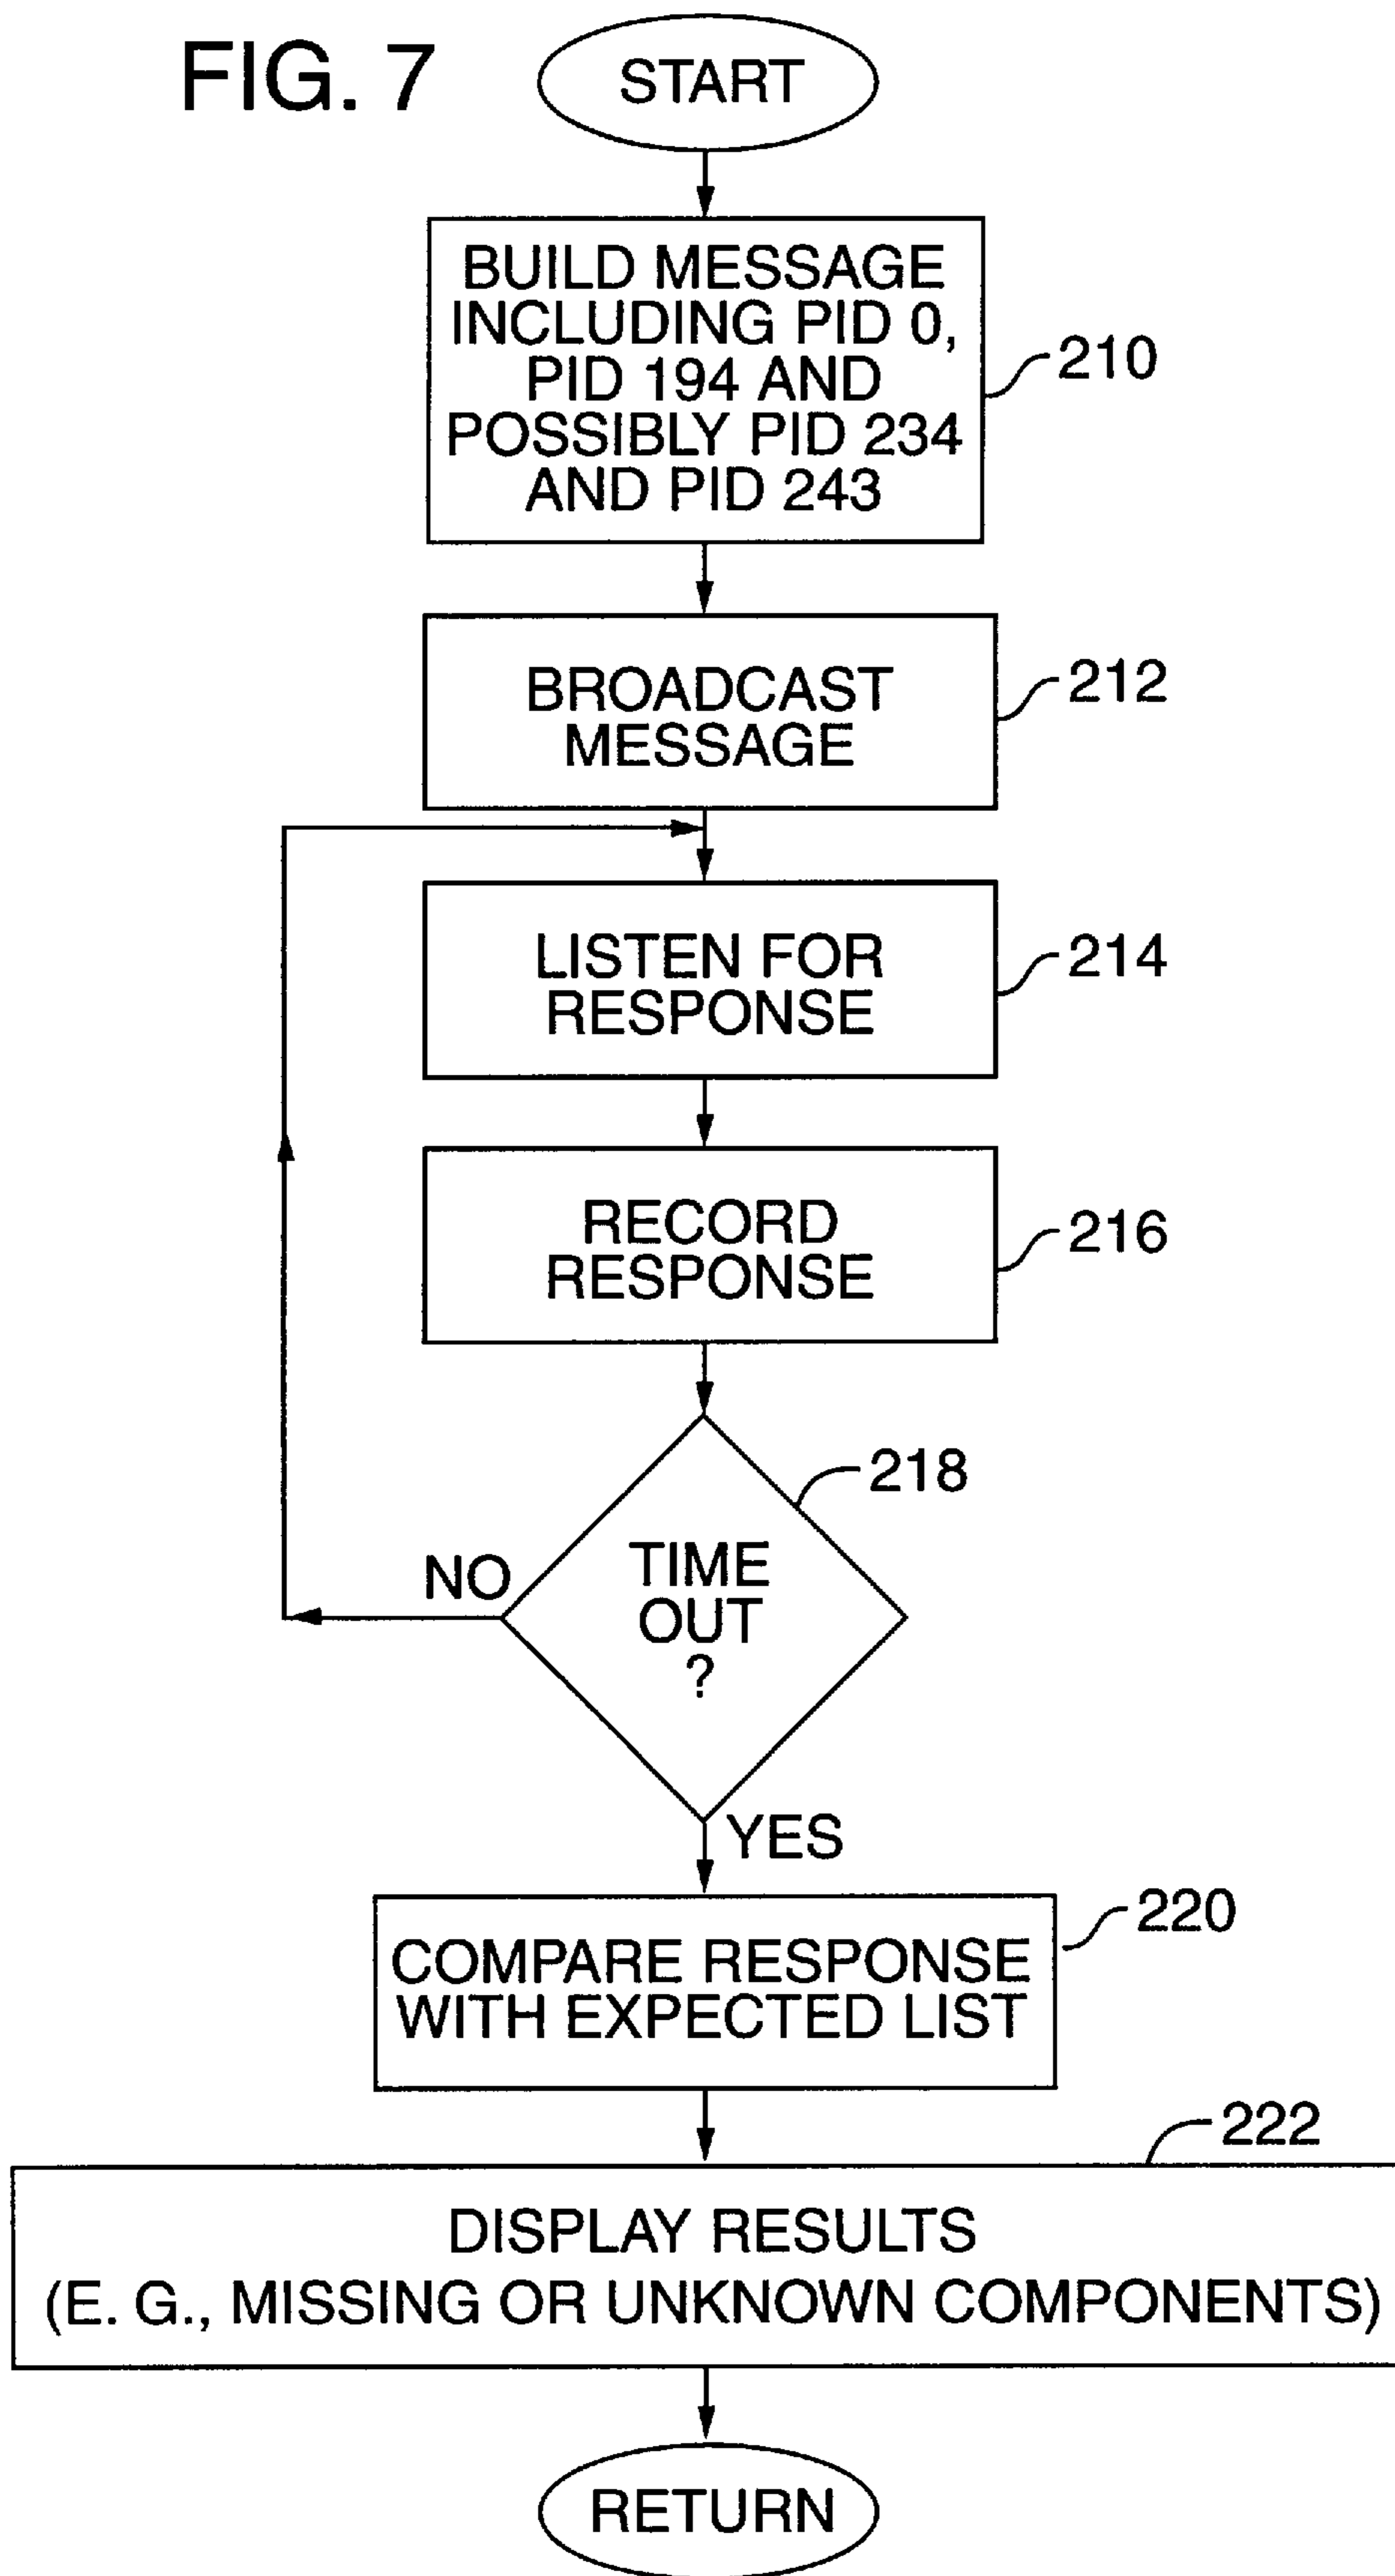 FIG. 7
START
BUILD MESSAGE
INCLUDING PID 0,
PID 194 AND
POSSIBLY PID 234
AND PID 243
210
BROADCAST
MESSAGE
212
LISTEN FOR
RESPONSE
214
RECORD
RESPONSE
216
218
TIME
OUT
?
NO
YES
220
COMPARE RESPONSE
WITH EXPECTED LIST
222
DISPLAY RESULTS
(E. G., MISSING OR UNKNOWN COMPONENTS)
RETURN